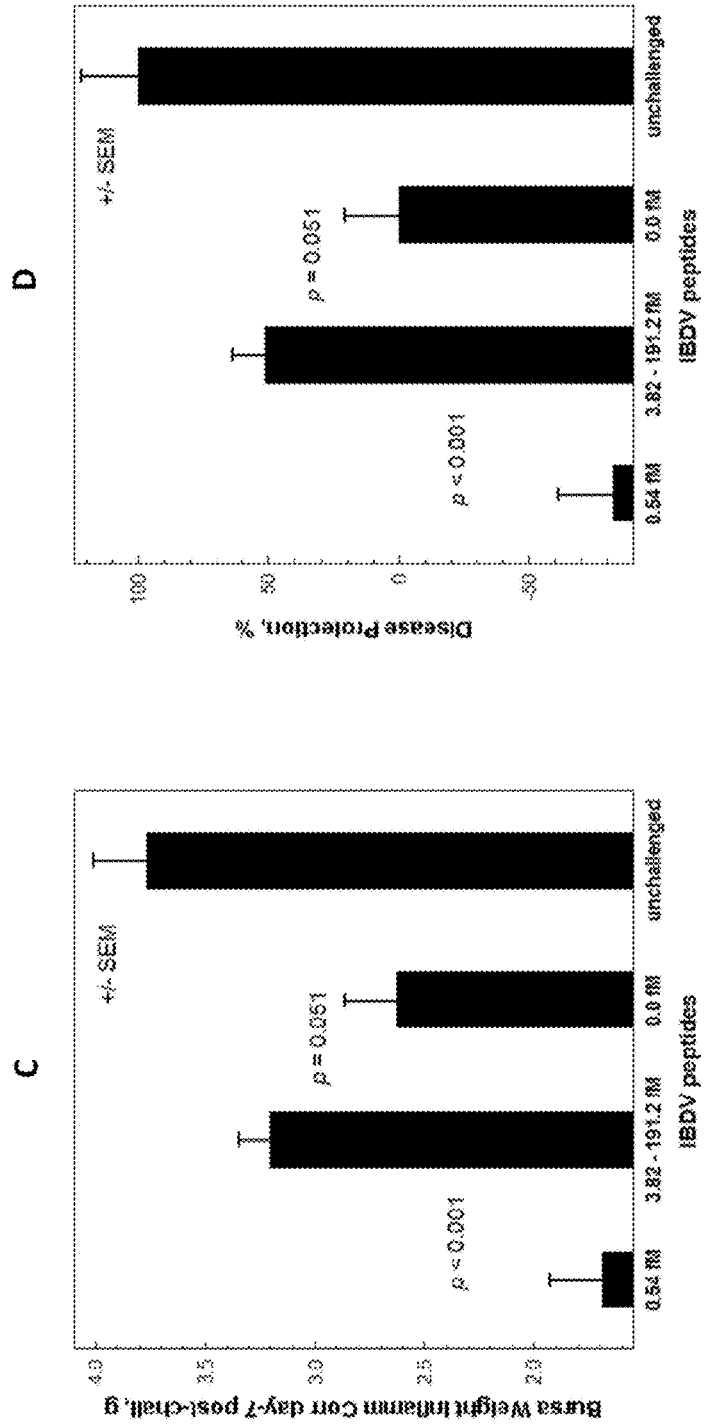 C
Bursa Weight Inflamm Corr day-7 post-chall, g
4.0
3.5
3.0
2.5
2.0
+/- SEM
p < 0.001
p = 0.051
0.54 fM
3.82 - 191.2 fM
0.0 fM
unchallenged
IBDV peptides
D
Disease Protection, %
100
50
0
-50
+/- SEM
p < 0.001
p = 0.051
0.54 fM
3.82 - 191.2 fM
0.0 fM
unchallenged
IBDV peptides